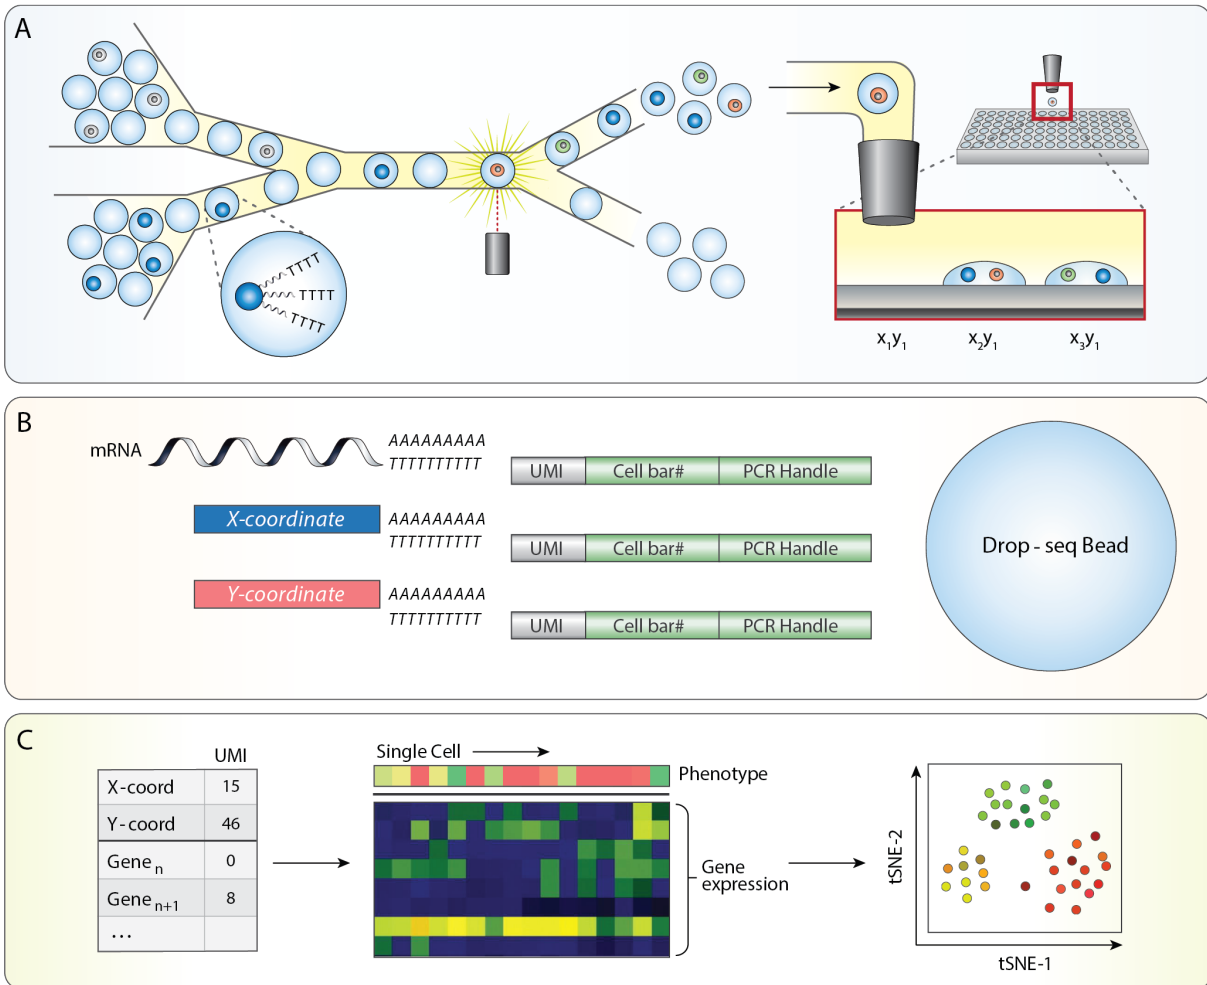 A
TTTT
TTTT
TTTT
x₁y₁
x₂y₁
x₃y₁
B
mRNA
AAAAAAAAA
TTTTTTTTTT
UMI
Cell bar#
PCR Handle
X-coordinate
AAAAAAAAA
TTTTTTTTTT
UMI
Cell bar#
PCR Handle
Y-coordinate
AAAAAAAAA
TTTTTTTTTT
UMI
Cell bar#
PCR Handle
Drop - seq Bead
C
UMI
X-coord 15
Y-coord 46
Gene n 0
Gene n+1 8
...
Single Cell
Phenotype
Gene
expression
tSNE-2
tSNE-1